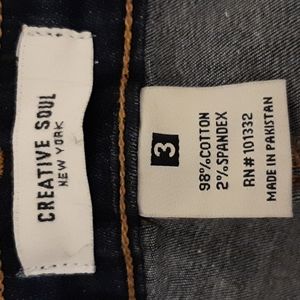 CREATIVE SOUL
NEW YORK
3
98% COTTON
2% SPANDEX
RN# 101332
MADE IN PAKISTAN